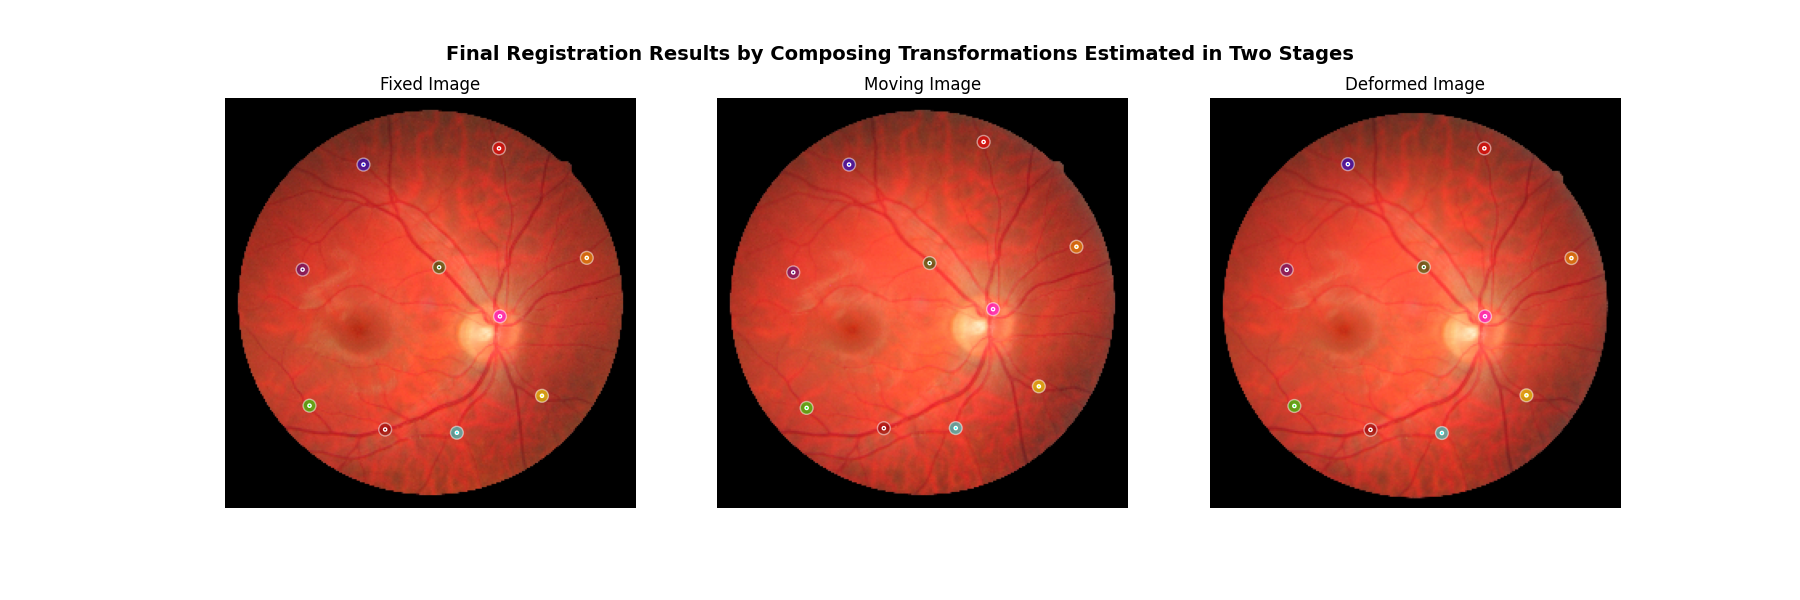 Final Registration Results by Composing Transformations Estimated in Two Stages
Fixed Image
Moving Image
Deformed Image